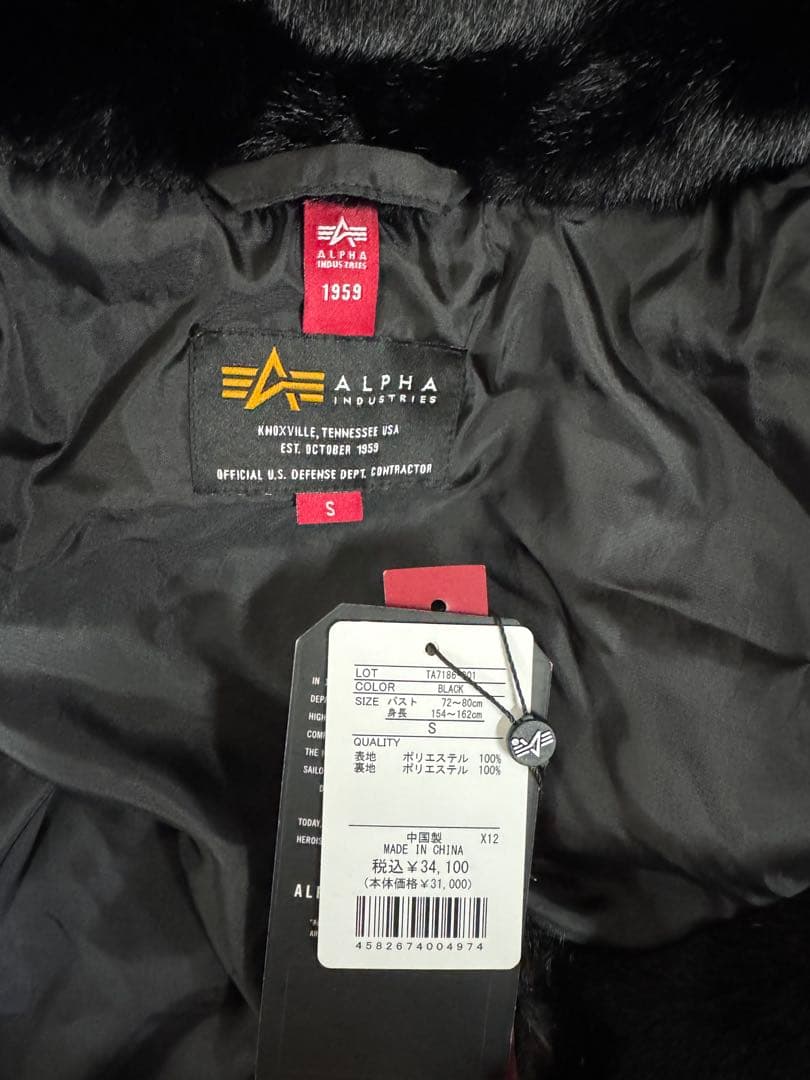 ALPHA
INDUSTRIES
1959
ALPHA
INDUSTRIES
KNOXVILLE, TENNESSEE USA
EST. OCTOBER 1959
OFFICIAL U.S. DEFENSE DEPT. CONTRACTOR
S
LOT
COLOR BLACK
SIZE バスト 72～80cm
身長 154～162cm
S
QUALITY
表地 ポリエステル 100%
裏地 ポリエステル 100%
中国製 X12
MADE IN CHINA
税込¥34,100
(本体価格¥31,000)
4582674004974
IN
THE
TODAY,